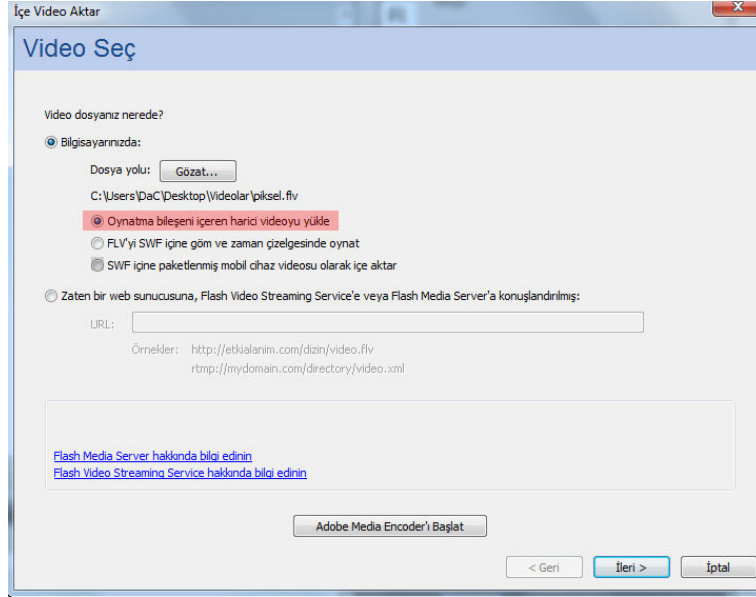 İçe Video Aktar
Video Seç
Video dosyanız nerede?
Bilgisayarınızda:
Dosya yolu: Gözat...
C:\Users\DaC\Desktop\Videolar\piksel.flv
Oynatma bileşeni içeren harici videoyu yükle
FLV'yi SWF içine göm ve zaman çizelgesinde oynat
SWF içine paketlenmiş mobil cihaz videosu olarak içe aktar
Zaten bir web sunucusuna, Flash Video Streaming Service'e veya Flash Media Server'a konuşlandırılmış:
URL:
Örnekler: http://etkialanim.com/dizin/video.flv
rtmp://mydomain.com/directory/video.xml
Flash Media Server hakkında bilgi edinin
Flash Video Streaming Service hakkında bilgi edinin
Adobe Media Encoder'ı Başlat
< Geri İleri > İptal